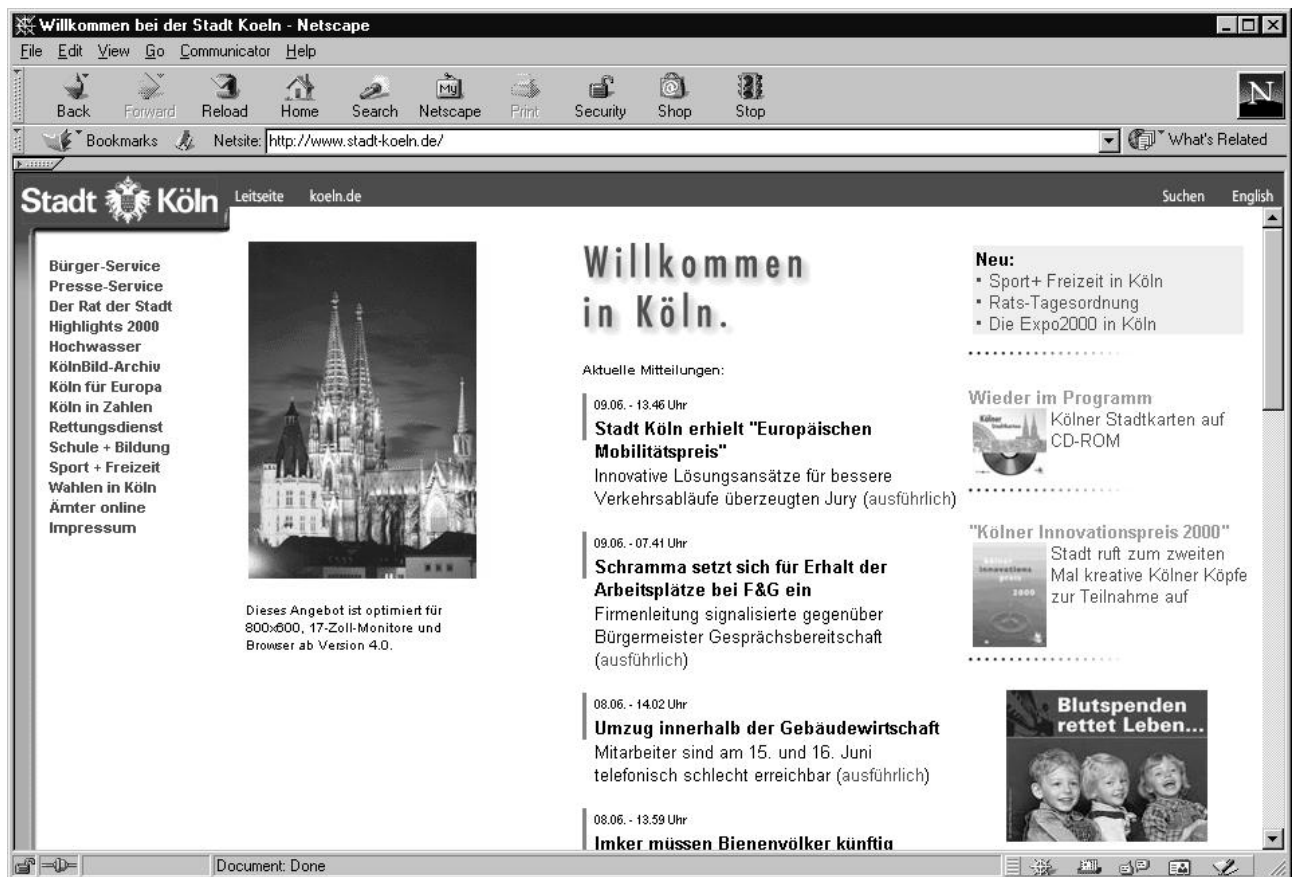 Willkommen bei der Stadt Koeln - Netscape
File Edit View Go Communicator Help
Back Forward Reload Home Search Netscape Print Security Shop Stop
My
N
Bookmarks Netsite: http://www.stadt-koeln.de/ What's Related
Stadt Köln Leitseite koeln.de Suchen English
Bürger-Service
Presse-Service
Der Rat der Stadt
Highlights 2000
Hochwasser
KölnBild-Archiv
Köln für Europa
Köln in Zahlen
Rettungsdienst
Schule + Bildung
Sport + Freizeit
Wahlen in Köln
Ämter online
Impressum
Dieses Angebot ist optimiert für
800x600, 17-Zoll-Monitore und
Browser ab Version 4.0.
Willkommen
in Köln.
Aktuelle Mitteilungen:
09.06. - 13.46 Uhr
Stadt Köln erhielt "Europäischen
Mobilitätspreis"
Innovative Lösungsansätze für bessere
Verkehrsabläufe überzeugten Jury (ausführlich)
09.06. - 07.41 Uhr
Schramma setzt sich für Erhalt der
Arbeitsplätze bei F&G ein
Firmenleitung signalisierte gegenüber
Bürgermeister Gesprächsbereitschaft
(ausführlich)
08.06. - 14.02 Uhr
Umzug innerhalb der Gebäudewirtschaft
Mitarbeiter sind am 15. und 16. Juni
telefonisch schlecht erreichbar (ausführlich)
08.06. - 13.59 Uhr
Imker müssen Bienenvölker künftig
Neu:
• Sport+ Freizeit in Köln
• Rats-Tagesordnung
• Die Expo2000 in Köln
Wieder im Programm
Kölner
Stadtkarten
Kölner Stadtkarten auf
CD-ROM
"Kölner Innovationspreis 2000"
kölner
innovations
preis
2000
Stadt ruft zum zweiten
Mal kreative Kölner Köpfe
zur Teilnahme auf
Blutspenden
rettet Leben...
Document: Done